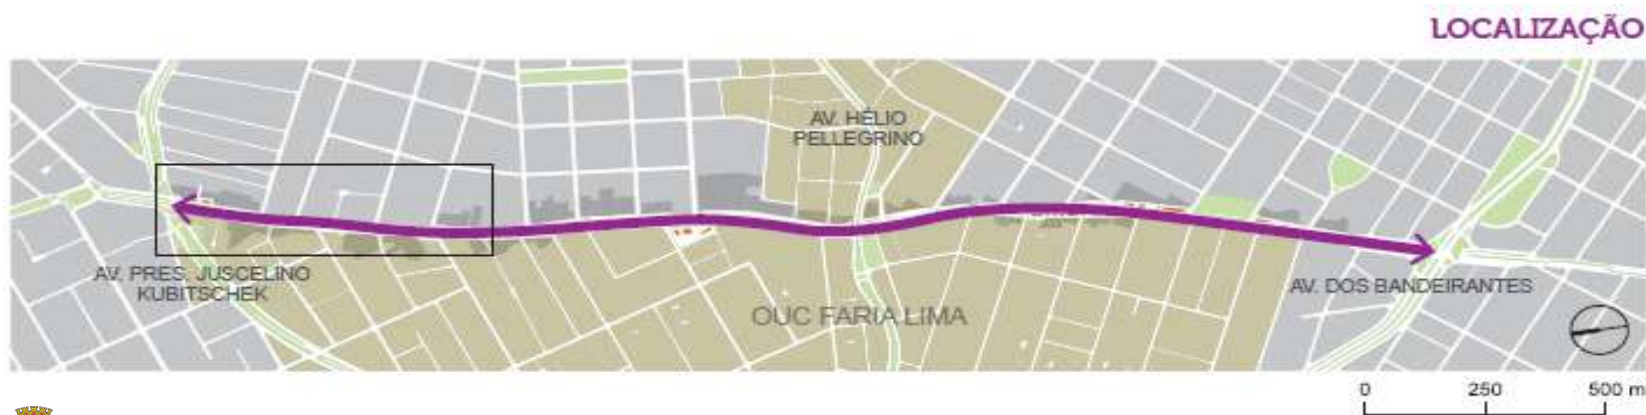 LOCALIZAÇÃO
AV. HÉLIO
PELLEGRINO
AV. PRES. JUSCELINO
KUBITSCHEK
AV. DOS BANDEIRANTES
OUC FARIA LIMA
0 250 500 m